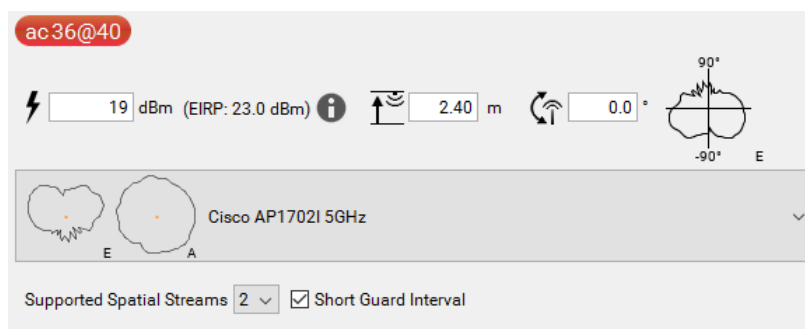 ac36@40
90°
19 dBm (EIRP: 23.0 dBm) 2.40 m 0.0 °
-90° E
Cisco AP1702I 5GHz
E A
Supported Spatial Streams 2 Short Guard Interval